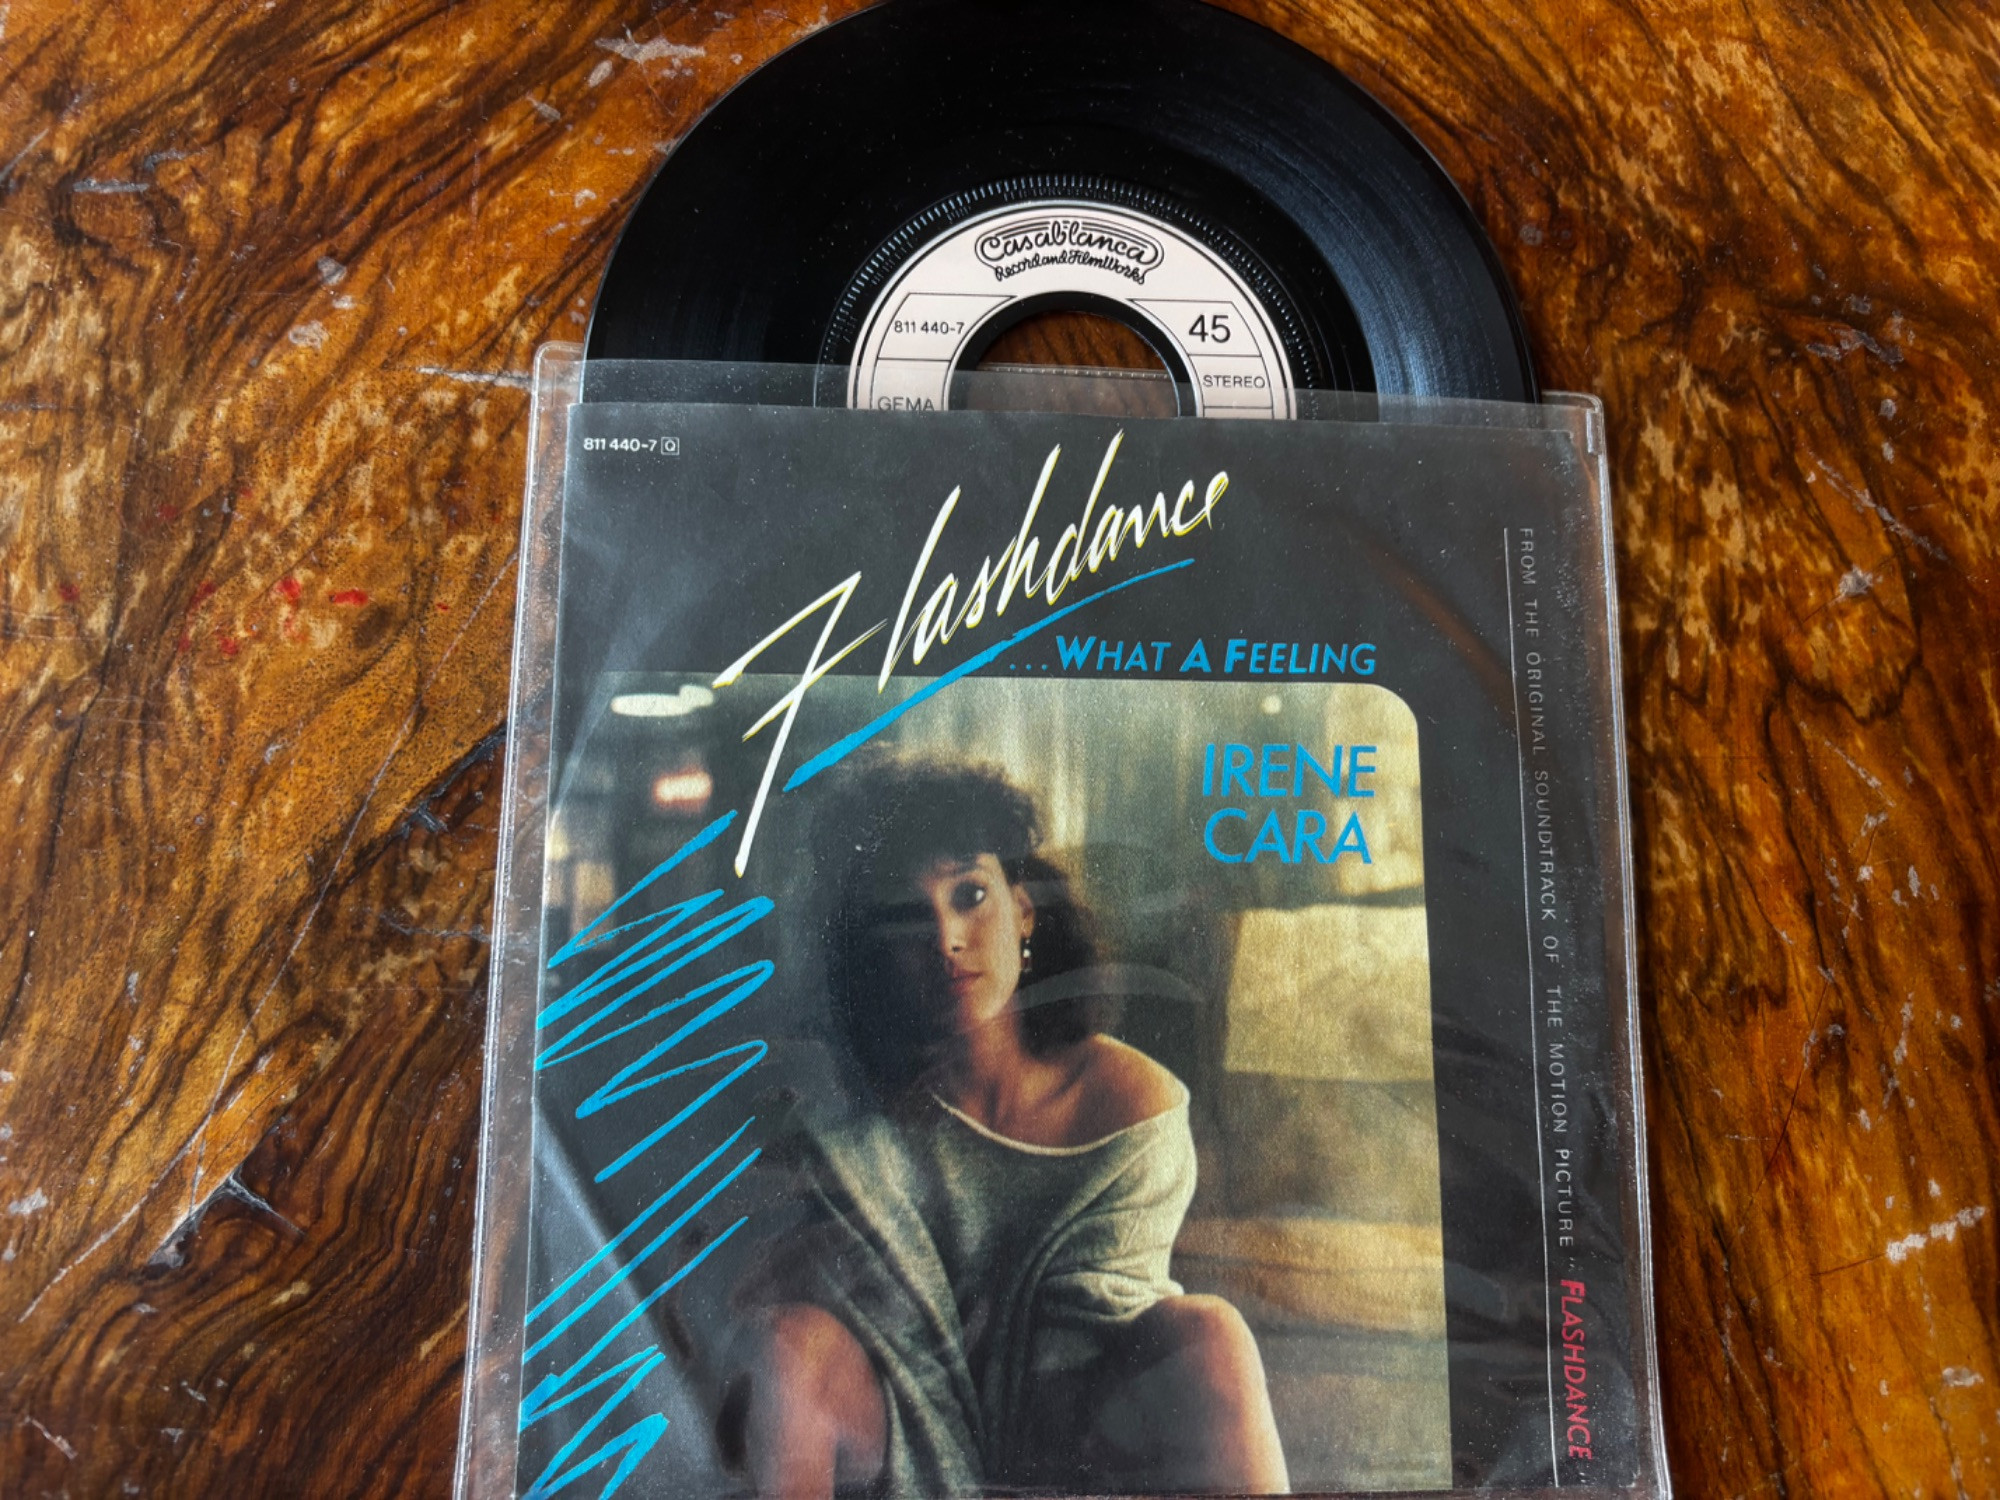 Casablanca
Record and FilmWorks
811 440-7
45
STEREO
GEMA
811 440-7 Q
Flashdance
...WHAT A FEELING
IRENE
CARA
FROM THE ORIGINAL SOUNDTRACK OF THE MOTION PICTURE "FLASHDANCE"